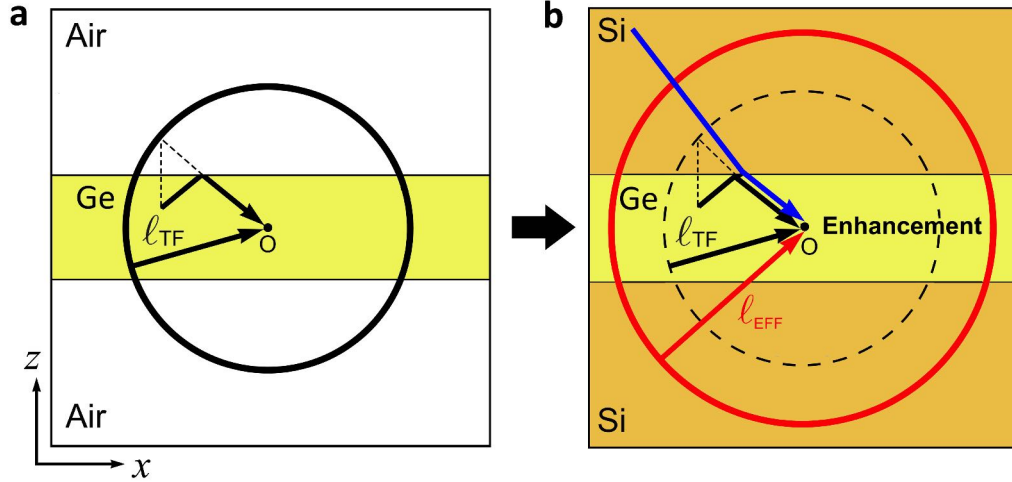 a
Air
Ge
ℓTF
O
Air
z
x
b
Si
Ge
ℓTF
O
Enhancement
ℓEFF
Si